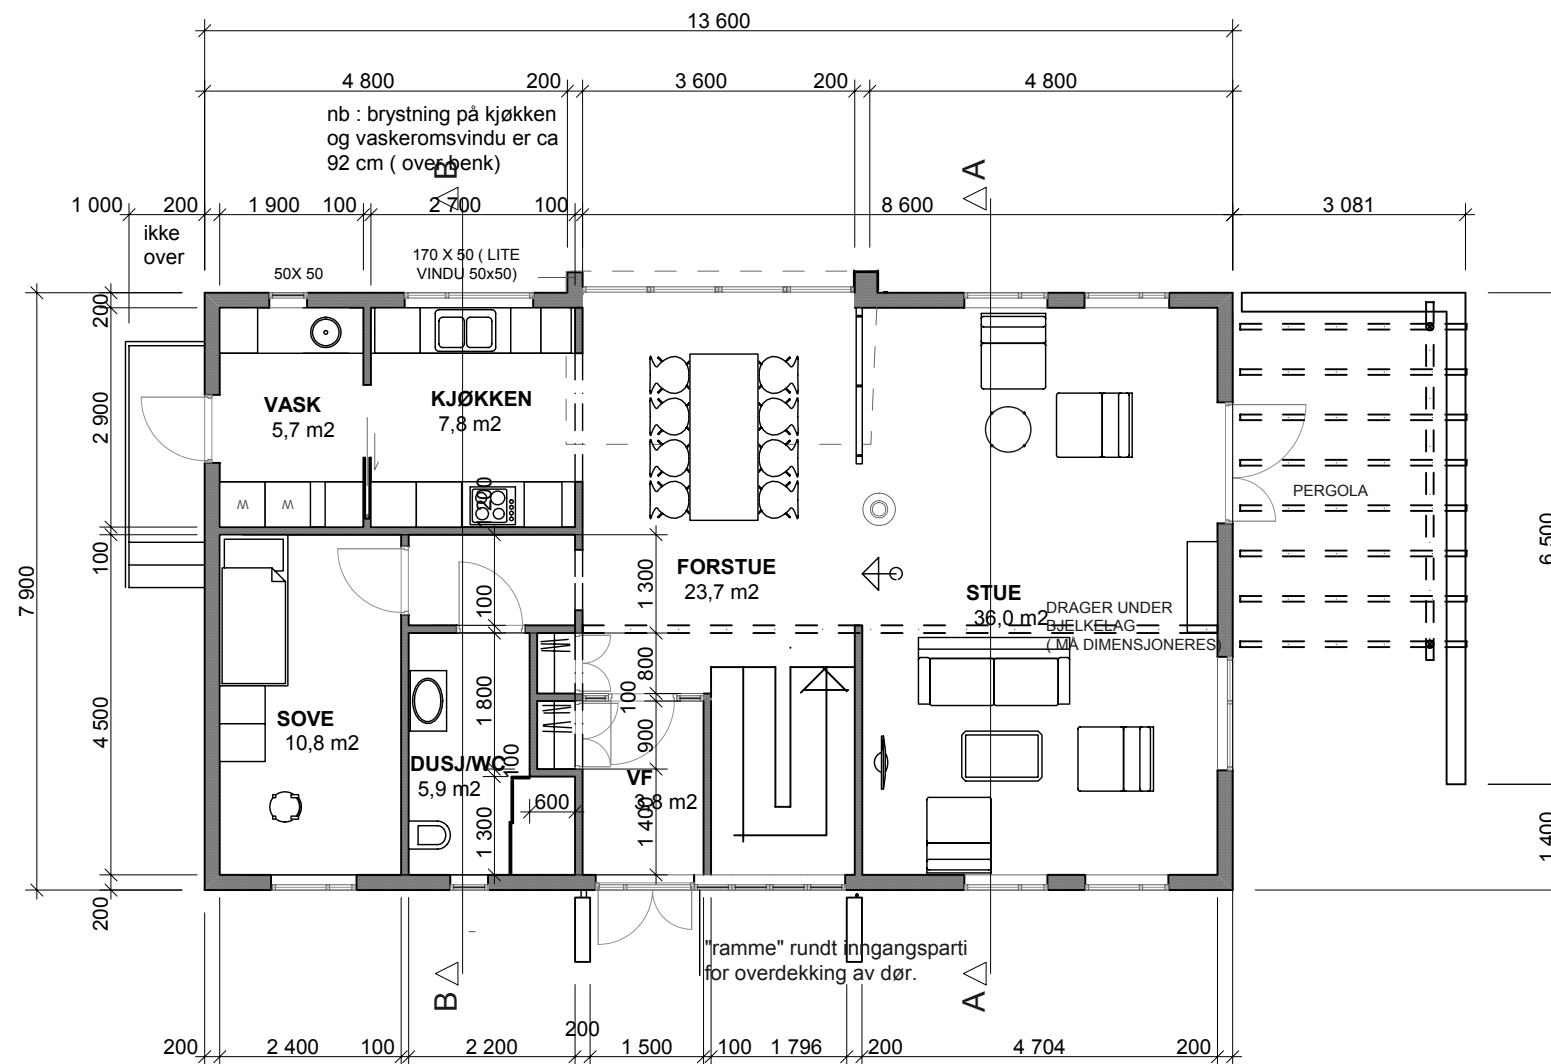 13 600
4 800 200 3 600 200 4 800
nb : brystning på kjøkken
og vaskeromsvindu er ca
92 cm ( over benk)
B A
1 000 200 1 900 100 2 700 100 8 600 3 081
ikke
over
50X 50
170 X 50 ( LITE
VINDU 50x50)
200
2 900
100
4 500
200
7 900
VASK
5,7 m2
KJØKKEN
7,8 m2
M M
FORSTUE
23,7 m2
STUE
36,0 m2
DRAGER UNDER
BJELKELAG
( MÅ DIMENSJONERES)
PERGOLA
6 500
1 400
100
1 300
800
100
900
1 400
1 800
100
1 300
600
SOVE
10,8 m2
DUSJ/WC
5,9 m2
VF
3,8 m2
"ramme" rundt inngangsparti
for overdekking av dør.
B A
200 2 400 100 2 200 200 1 500 100 1 796 200 4 704 200